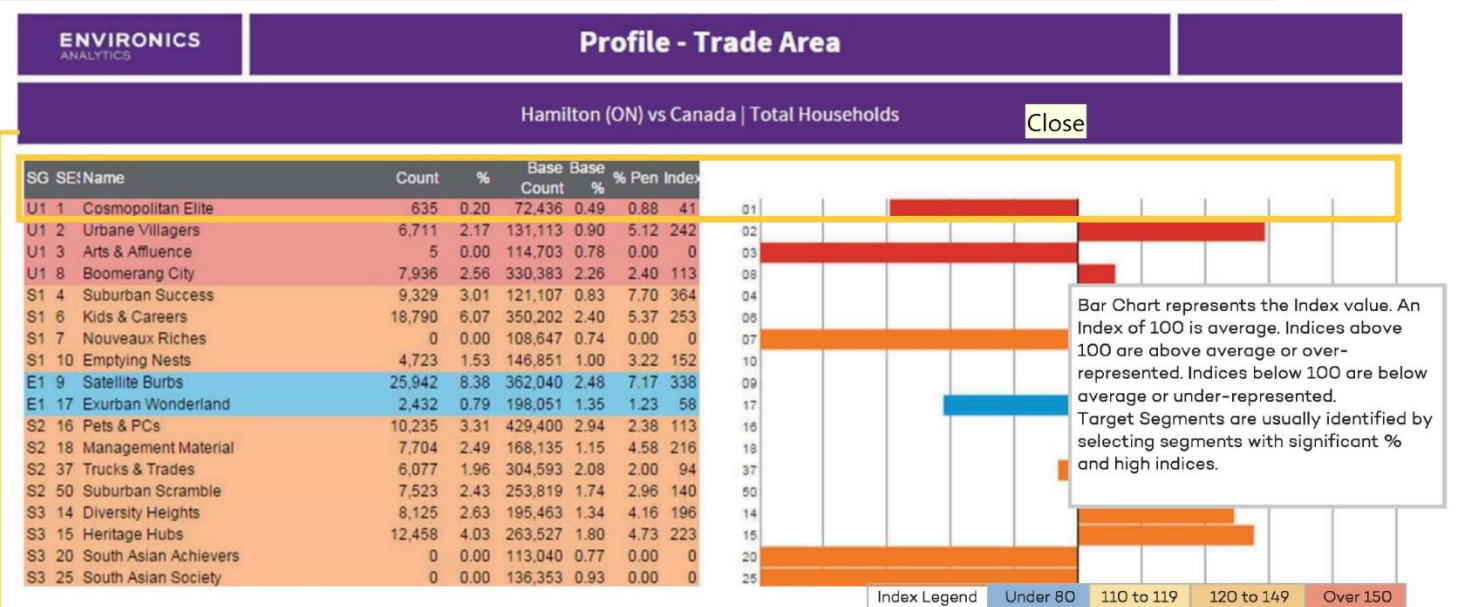 ENVIRONICS
ANALYTICS
Profile - Trade Area
Hamilton (ON) vs Canada | Total Households
Close
SG SE Name Count % Base Count Base % % Pen Index
U1 1 Cosmopolitan Elite 635 0.20 72,436 0.49 0.88 41
U1 2 Urbane Villagers 6,711 2.17 131,113 0.90 5.12 242
U1 3 Arts & Affluence 5 0.00 114,703 0.78 0.00 0
U1 8 Boomerang City 7,936 2.56 330,383 2.26 2.40 113
S1 4 Suburban Success 9,329 3.01 121,107 0.83 7.70 364
S1 6 Kids & Careers 18,790 6.07 350,202 2.40 5.37 253
S1 7 Nouveaux Riches 0 0.00 108,647 0.74 0.00 0
S1 10 Emptying Nests 4,723 1.53 146,851 1.00 3.22 152
E1 9 Satellite Burbs 25,942 8.38 362,040 2.48 7.17 338
E1 17 Exurban Wonderland 2,432 0.79 198,051 1.35 1.23 58
S2 16 Pets & PCs 10,235 3.31 429,400 2.94 2.38 113
S2 18 Management Material 7,704 2.49 168,135 1.15 4.58 216
S2 37 Trucks & Trades 6,077 1.96 304,593 2.08 2.00 94
S2 50 Suburban Scramble 7,523 2.43 253,819 1.74 2.96 140
S3 14 Diversity Heights 8,125 2.63 195,463 1.34 4.16 196
S3 15 Heritage Hubs 12,458 4.03 263,527 1.80 4.73 223
S3 20 South Asian Achievers 0 0.00 113,040 0.77 0.00 0
S3 25 South Asian Society 0 0.00 136,353 0.93 0.00 0
01
02
03
08
04
06
07
10
09
17
16
18
37
50
14
15
20
25
Bar Chart represents the Index value. An
Index of 100 is average. Indices above
100 are above average or over-
represented. Indices below 100 are below
average or under-represented.
Target Segments are usually identified by
selecting segments with significant %
and high indices.
Index Legend Under 80 110 to 119 120 to 149 Over 150